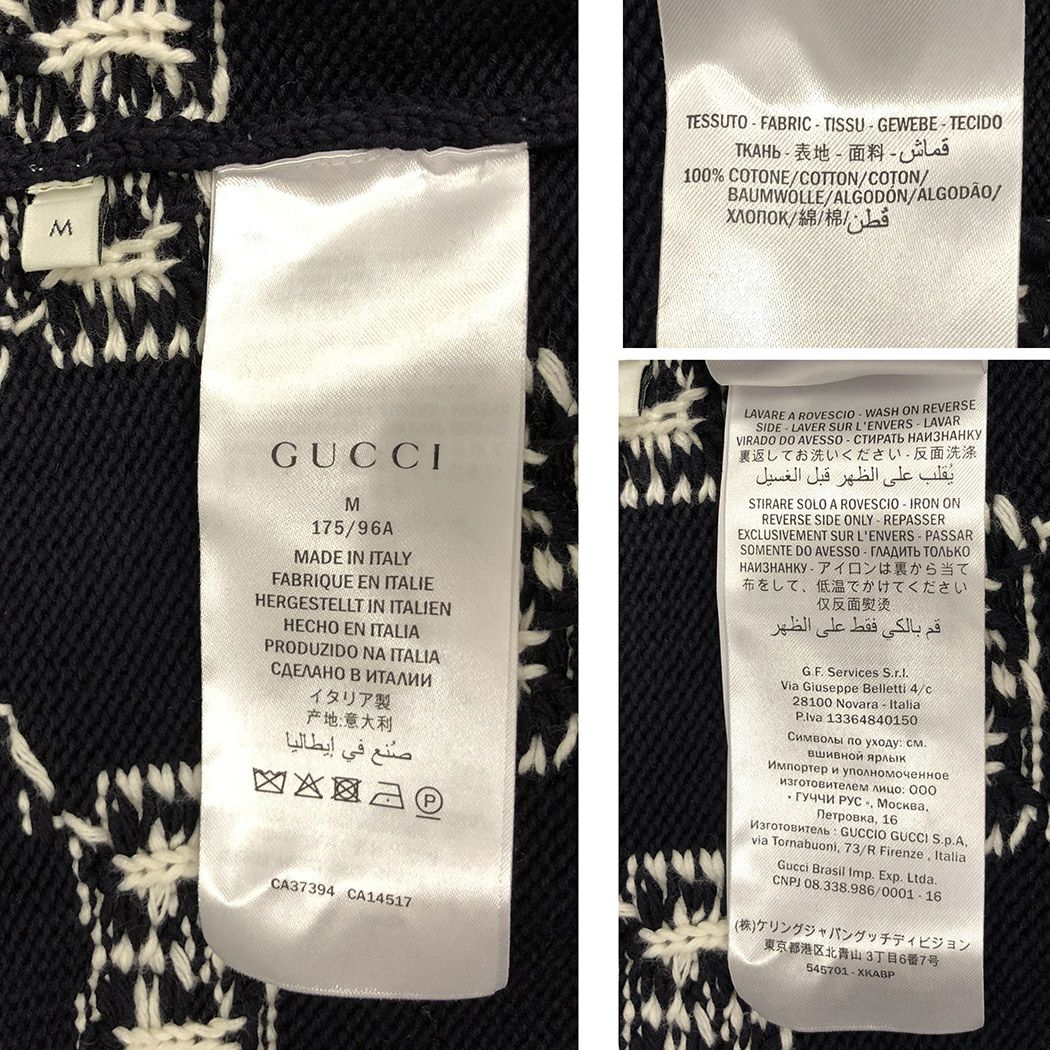 M
GUCCI
M
175/96A
MADE IN ITALY
FABRIQUE EN ITALIE
HERGESTELLT IN ITALIEN
HECHO EN ITALIA
PRODUZIDO NA ITALIA
СДЕЛАНО В ИТАЛИИ
イタリア製
产地:意大利
صُنع في إيطاليا
P
CA37394 CA14517
TESSUTO - FABRIC - TISSU - GEWEBE - TECIDO
ТКАНЬ - 表地 - 面料 - قماش
100% COTONE/COTTON/COTON/
BAUMWOLLE/ALGODÓN/ALGODÃO/
ХЛОПОК/綿/棉/قُطن
LAVARE A ROVESCIO - WASH ON REVERSE
SIDE - LAVER SUR L'ENVERS - LAVAR
VIRADO DO AVESSO - СТИРАТЬ НАИЗНАНКУ
裏返してお洗いください - 反面洗涤
يُقلب على الظهر قبل الغسيل
STIRARE SOLO A ROVESCIO - IRON ON
REVERSE SIDE ONLY - REPASSER
EXCLUSIVEMENT SUR L'ENVERS - PASSAR
SOMENTE DO AVESSO - ГЛАДИТЬ ТОЛЬКО
НАИЗНАНКУ - アイロンは裏から当て
布をして、低温でかけてください
仅反面熨烫
قم بالكي فقط على الظهر
G.F. Services S.r.l.
Via Giuseppe Belletti 4/c
28100 Novara - Italia
P.Iva 13364840150
Символы по уходу: см.
вшивной ярлык
Импортер и уполномоченное
изготовителем лицо: ООО
• ГУЧЧИ РУС •, Москва,
Петровка, 16
Изготовитель : GUCCIO GUCCI S.p.A,
via Tornabuoni, 73/R Firenze , Italia
Gucci Brasil Imp. Exp. Ltda.
CNPJ 08.338.986/0001 - 16
(株)ケリングジャパングッチディビジョン
東京都港区北青山 3丁目6番7号
545701 - XKABP